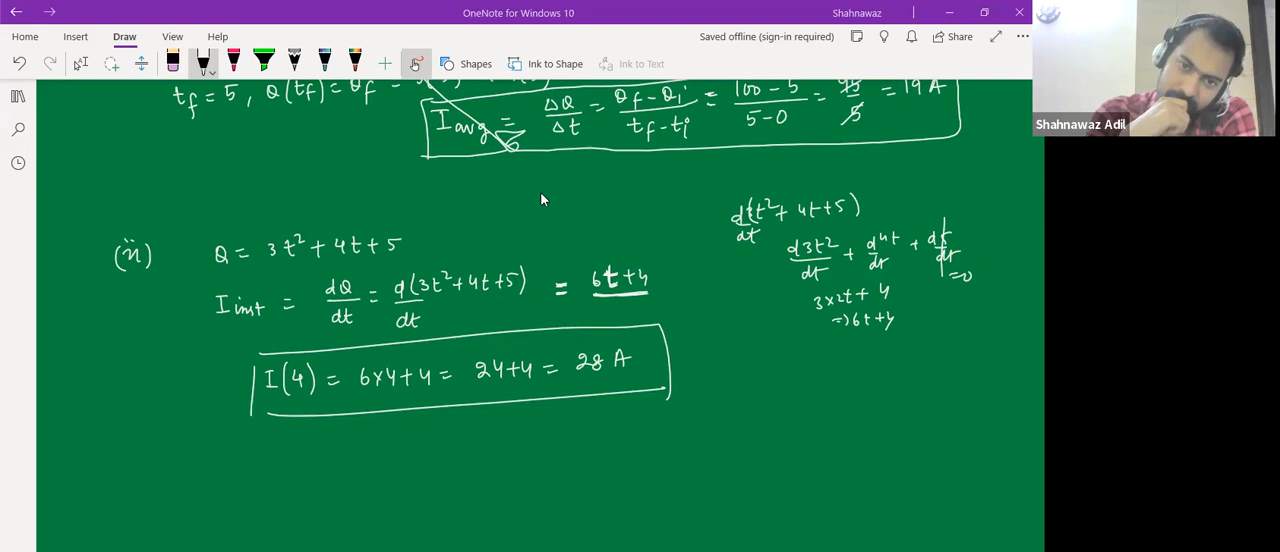 OneNote for Windows 10
Shahnawaz
Home Insert Draw View Help
Saved offline (sign-in required)
Share
Shapes
Ink to Shape
Ink to Text
Shahnawaz Adil
tf = 5, Q(tf) = Qf =
Iavg = ΔQ/Δt = (Qf - Qi)/(tf - ti) = (100 - 5)/(5 - 0) = 95/5 = 19 A
d(t² + 4t + 5)/dt
(ii) Q = 3t² + 4t + 5
d3t²/dt + d4t/dt + d5/dt = 0
Iinst = dQ/dt = d(3t² + 4t + 5)/dt = 6t + 4
3×2t + 4
=> 6t + 4
I(4) = 6×4 + 4 = 24 + 4 = 28 A